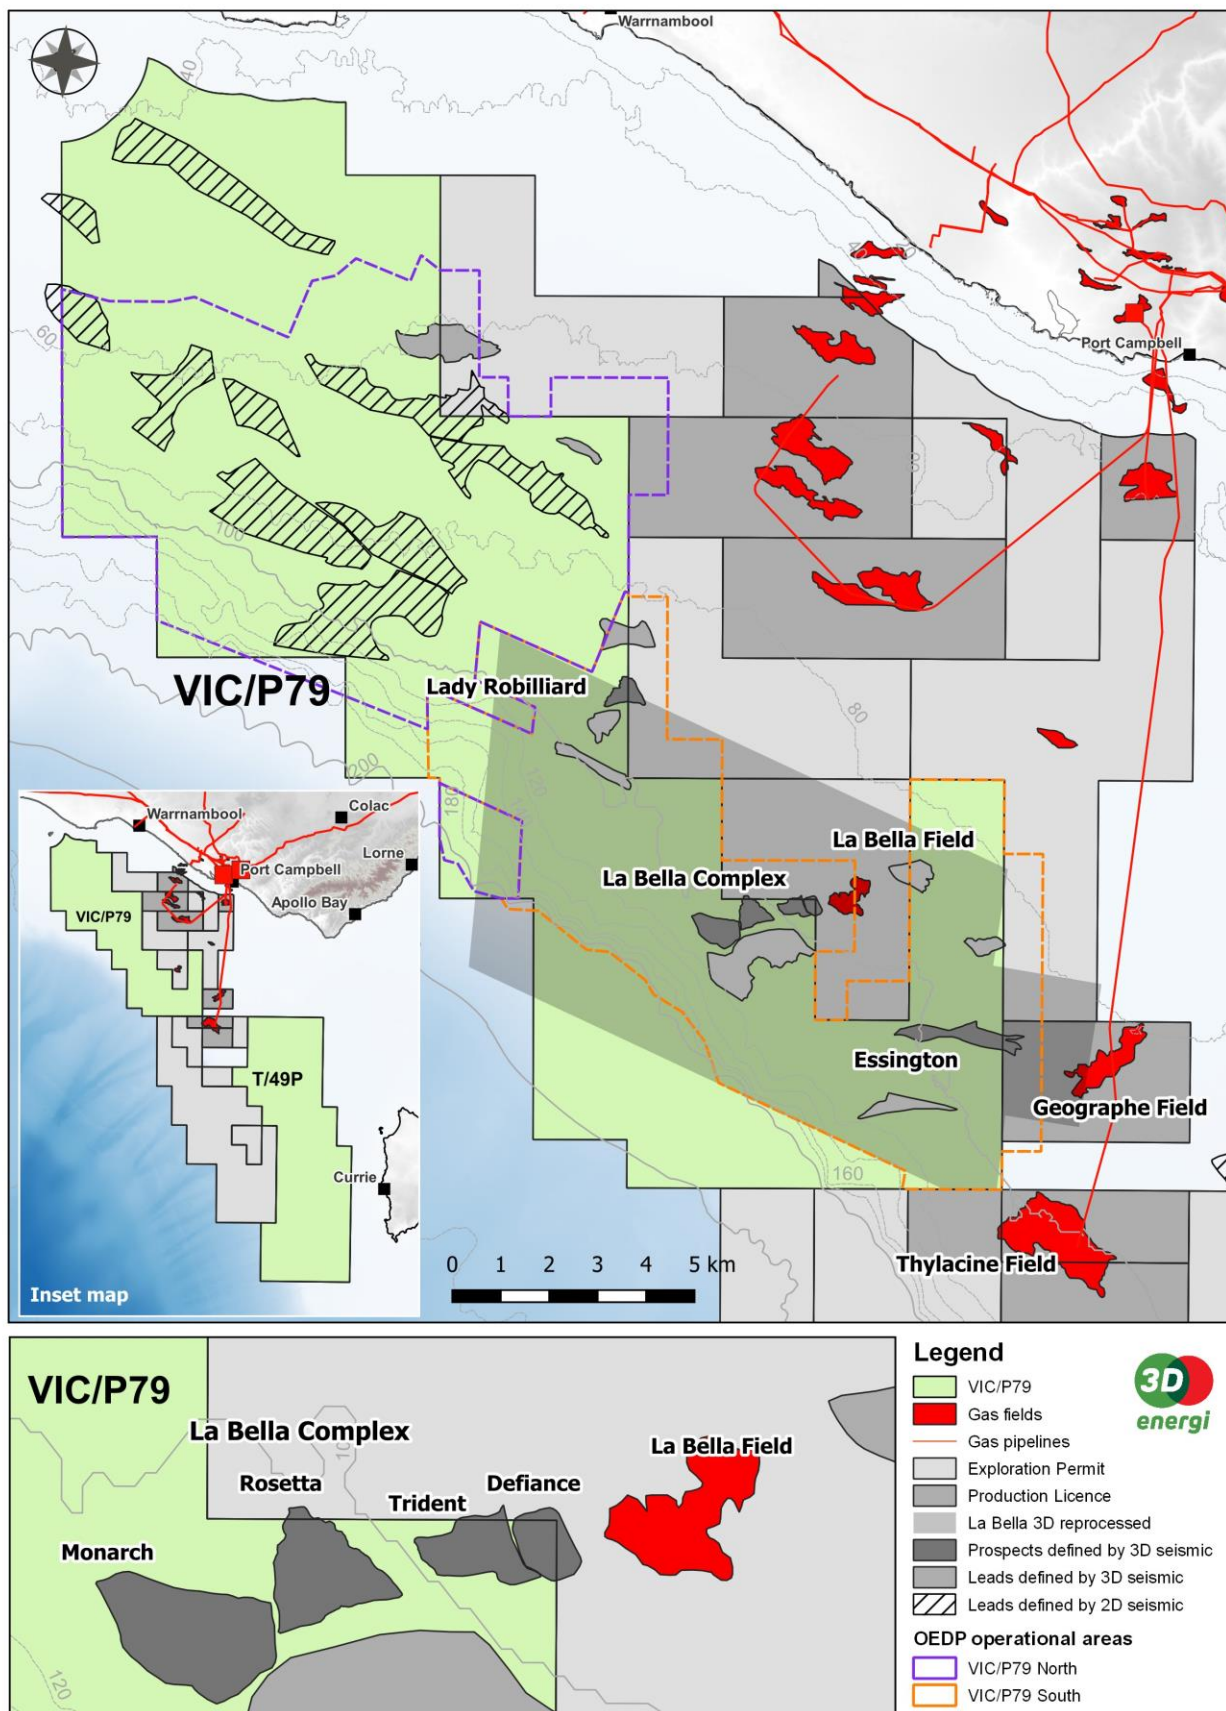 Warrnambool
40
40
20
60
Port Campbell
60
100
VIC/P79
Lady Robilliard
80
200
180
120
La Bella Field
La Bella Complex
Essington
Geographe Field
160
Thylacine Field
0 1 2 3 4 5 km
Warrnambool
Colac
Lorne
Port Campbell
Apollo Bay
VIC/P79
T/49P
Currie
Inset map
VIC/P79
La Bella Complex
La Bella Field
Rosetta
Defiance
Trident
Monarch
120
Legend
3D
energi
VIC/P79
Gas fields
Gas pipelines
Exploration Permit
Production Licence
La Bella 3D reprocessed
Prospects defined by 3D seismic
Leads defined by 3D seismic
Leads defined by 2D seismic
OEDP operational areas
VIC/P79 North
VIC/P79 South